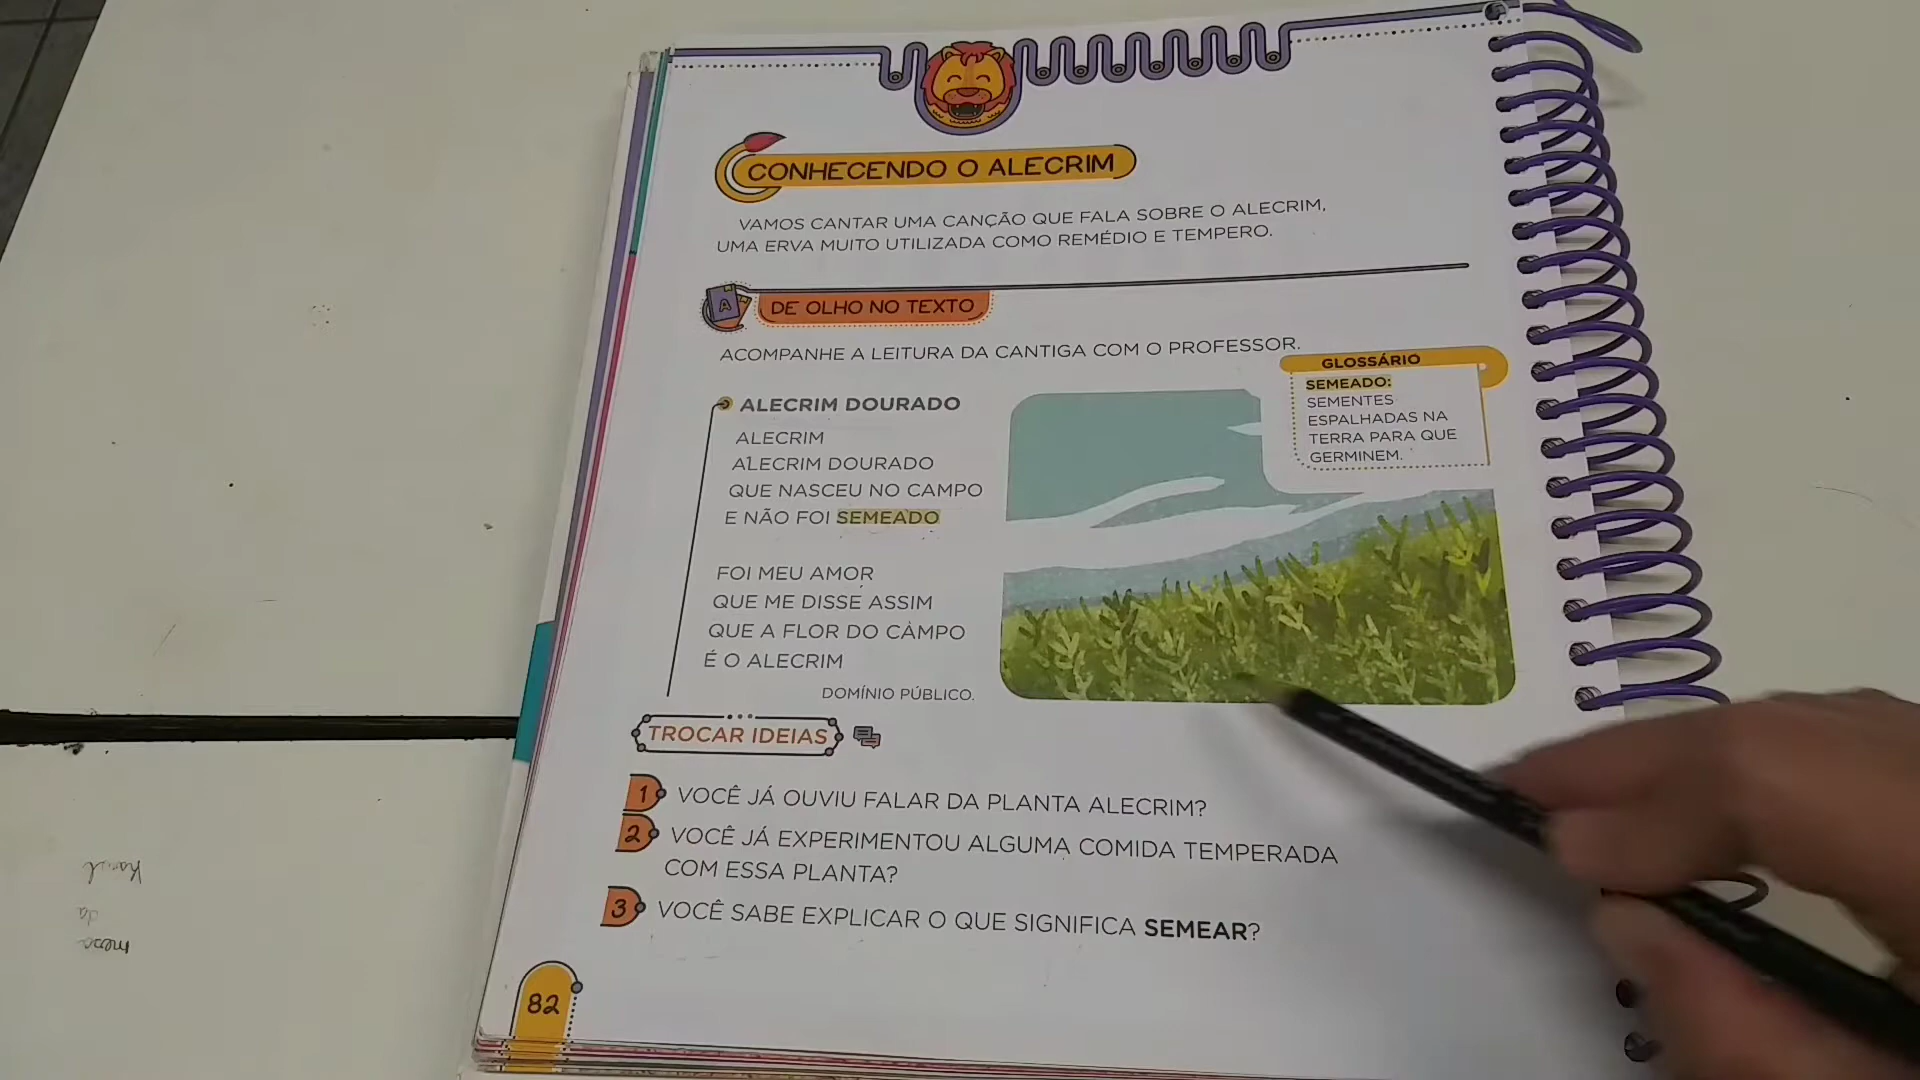 CONHECENDO O ALECRIM
VAMOS CANTAR UMA CANÇÃO QUE FALA SOBRE O ALECRIM,
UMA ERVA MUITO UTILIZADA COMO REMÉDIO E TEMPERO.
A
DE OLHO NO TEXTO
ACOMPANHE A LEITURA DA CANTIGA COM O PROFESSOR.
ALECRIM DOURADO
ALECRIM
ALECRIM DOURADO
QUE NASCEU NO CAMPO
E NÃO FOI SEMEADO
FOI MEU AMOR
QUE ME DISSE ASSIM
QUE A FLOR DO CAMPO
É O ALECRIM
DOMÍNIO PÚBLICO.
GLOSSÁRIO
SEMEADO:
SEMENTES
ESPALHADAS NA
TERRA PARA QUE
GERMINEM.
TROCAR IDEIAS
1 VOCÊ JÁ OUVIU FALAR DA PLANTA ALECRIM?
2 VOCÊ JÁ EXPERIMENTOU ALGUMA COMIDA TEMPERADA
COM ESSA PLANTA?
3 VOCÊ SABE EXPLICAR O QUE SIGNIFICA SEMEAR?
82
da
mesa